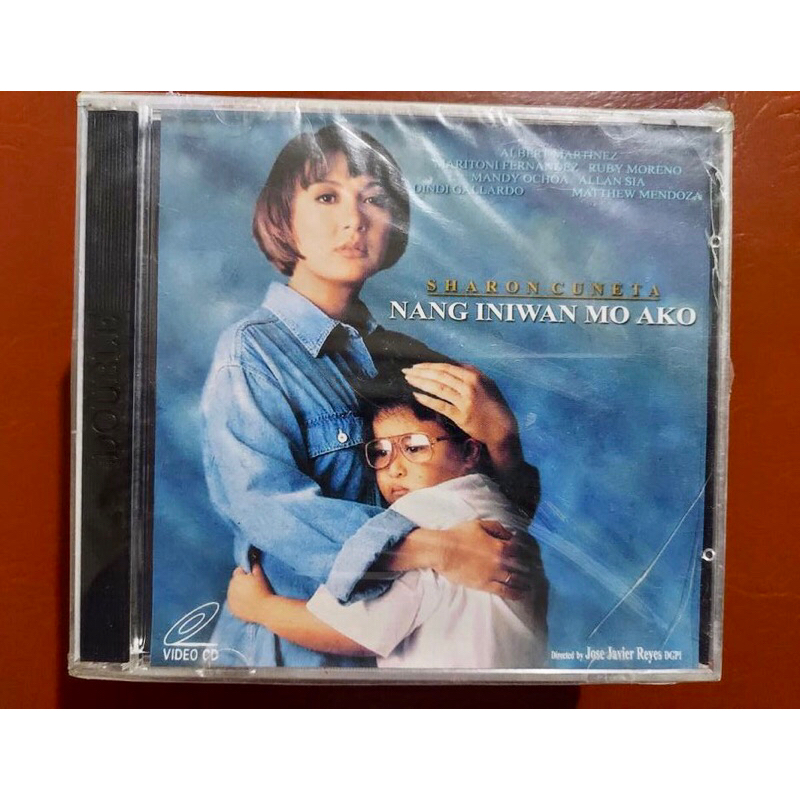 ALBERT MARTINEZ
MARITONI FERNANDEZ RUBY MORENO
MANDY OCHOA ALLAN SIA
DINDI GALLARDO MATTHEW MENDOZA
SHARON CUNETA
NANG INIWAN MO AKO
DOUBLE
VIDEO CD
Directed by Jose Javier Reyes DGPI